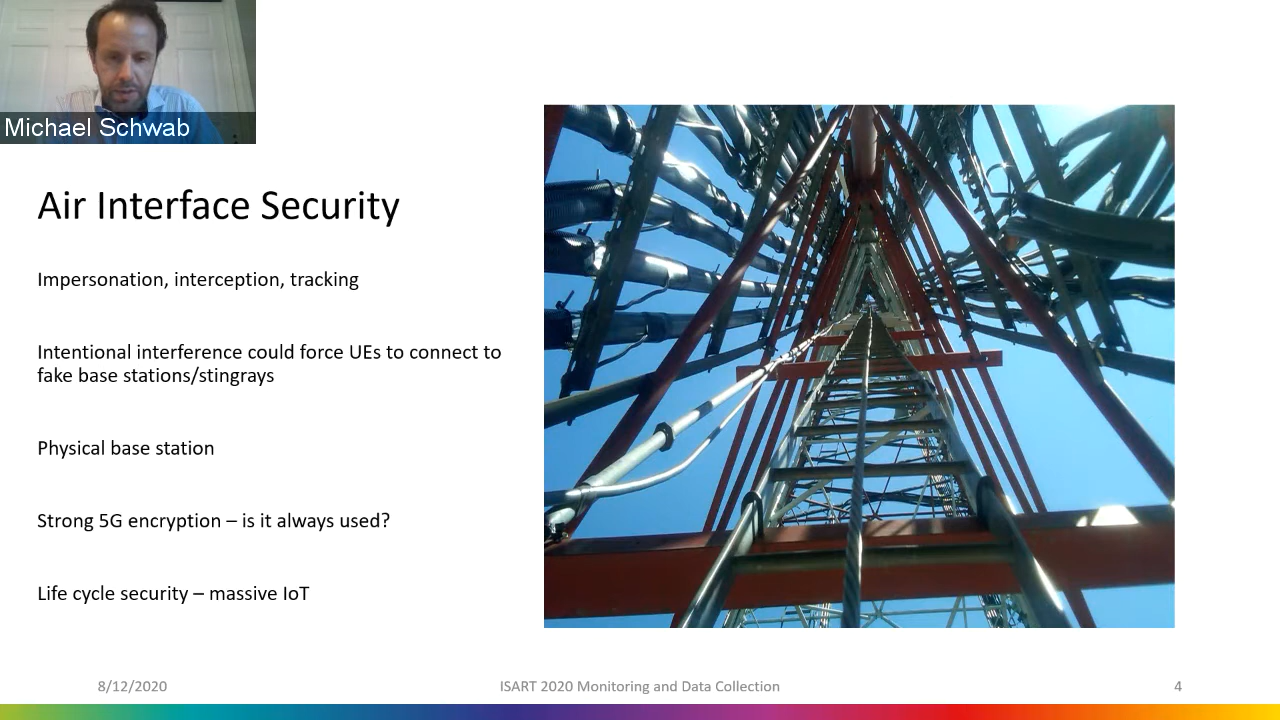 Michael Schwab
Air Interface Security
Impersonation, interception, tracking
Intentional interference could force UEs to connect to
fake base stations/stingrays
Physical base station
Strong 5G encryption – is it always used?
Life cycle security – massive IoT
8/12/2020
ISART 2020 Monitoring and Data Collection
4